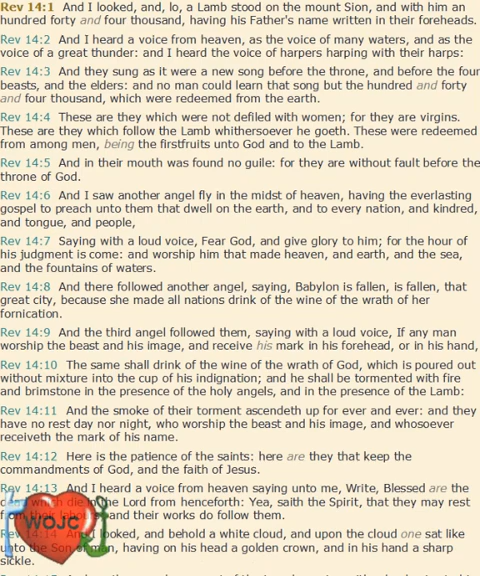 Rev 14:1 And I looked, and, lo, a Lamb stood on the mount Sion, and with him an
hundred forty and four thousand, having his Father's name written in their foreheads.
Rev 14:2 And I heard a voice from heaven, as the voice of many waters, and as the
voice of a great thunder: and I heard the voice of harpers harping with their harps:
Rev 14:3 And they sung as it were a new song before the throne, and before the four
beasts, and the elders: and no man could learn that song but the hundred and forty
and four thousand, which were redeemed from the earth.
Rev 14:4 These are they which were not defiled with women; for they are virgins.
These are they which follow the Lamb whithersoever he goeth. These were redeemed
from among men, being the firstfruits unto God and to the Lamb.
Rev 14:5 And in their mouth was found no guile: for they are without fault before the
throne of God.
Rev 14:6 And I saw another angel fly in the midst of heaven, having the everlasting
gospel to preach unto them that dwell on the earth, and to every nation, and kindred,
and tongue, and people,
Rev 14:7 Saying with a loud voice, Fear God, and give glory to him; for the hour of
his judgment is come: and worship him that made heaven, and earth, and the sea,
and the fountains of waters.
Rev 14:8 And there followed another angel, saying, Babylon is fallen, is fallen, that
great city, because she made all nations drink of the wine of the wrath of her
fornication.
Rev 14:9 And the third angel followed them, saying with a loud voice, If any man
worship the beast and his image, and receive his mark in his forehead, or in his hand,
Rev 14:10 The same shall drink of the wine of the wrath of God, which is poured out
without mixture into the cup of his indignation; and he shall be tormented with fire
and brimstone in the presence of the holy angels, and in the presence of the Lamb:
Rev 14:11 And the smoke of their torment ascendeth up for ever and ever: and they
have no rest day nor night, who worship the beast and his image, and whosoever
receiveth the mark of his name.
Rev 14:12 Here is the patience of the saints: here are they that keep the
commandments of God, and the faith of Jesus.
Rev 14:13 And I heard a voice from heaven saying unto me, Write, Blessed are the
which die in the Lord from henceforth: Yea, saith the Spirit, that they may rest
from their and their works do follow them.
WOJC
Rev 14:14 And I looked, and behold a white cloud, and upon the cloud one sat like
unto the Son of man, having on his head a golden crown, and in his hand a sharp
sickle.